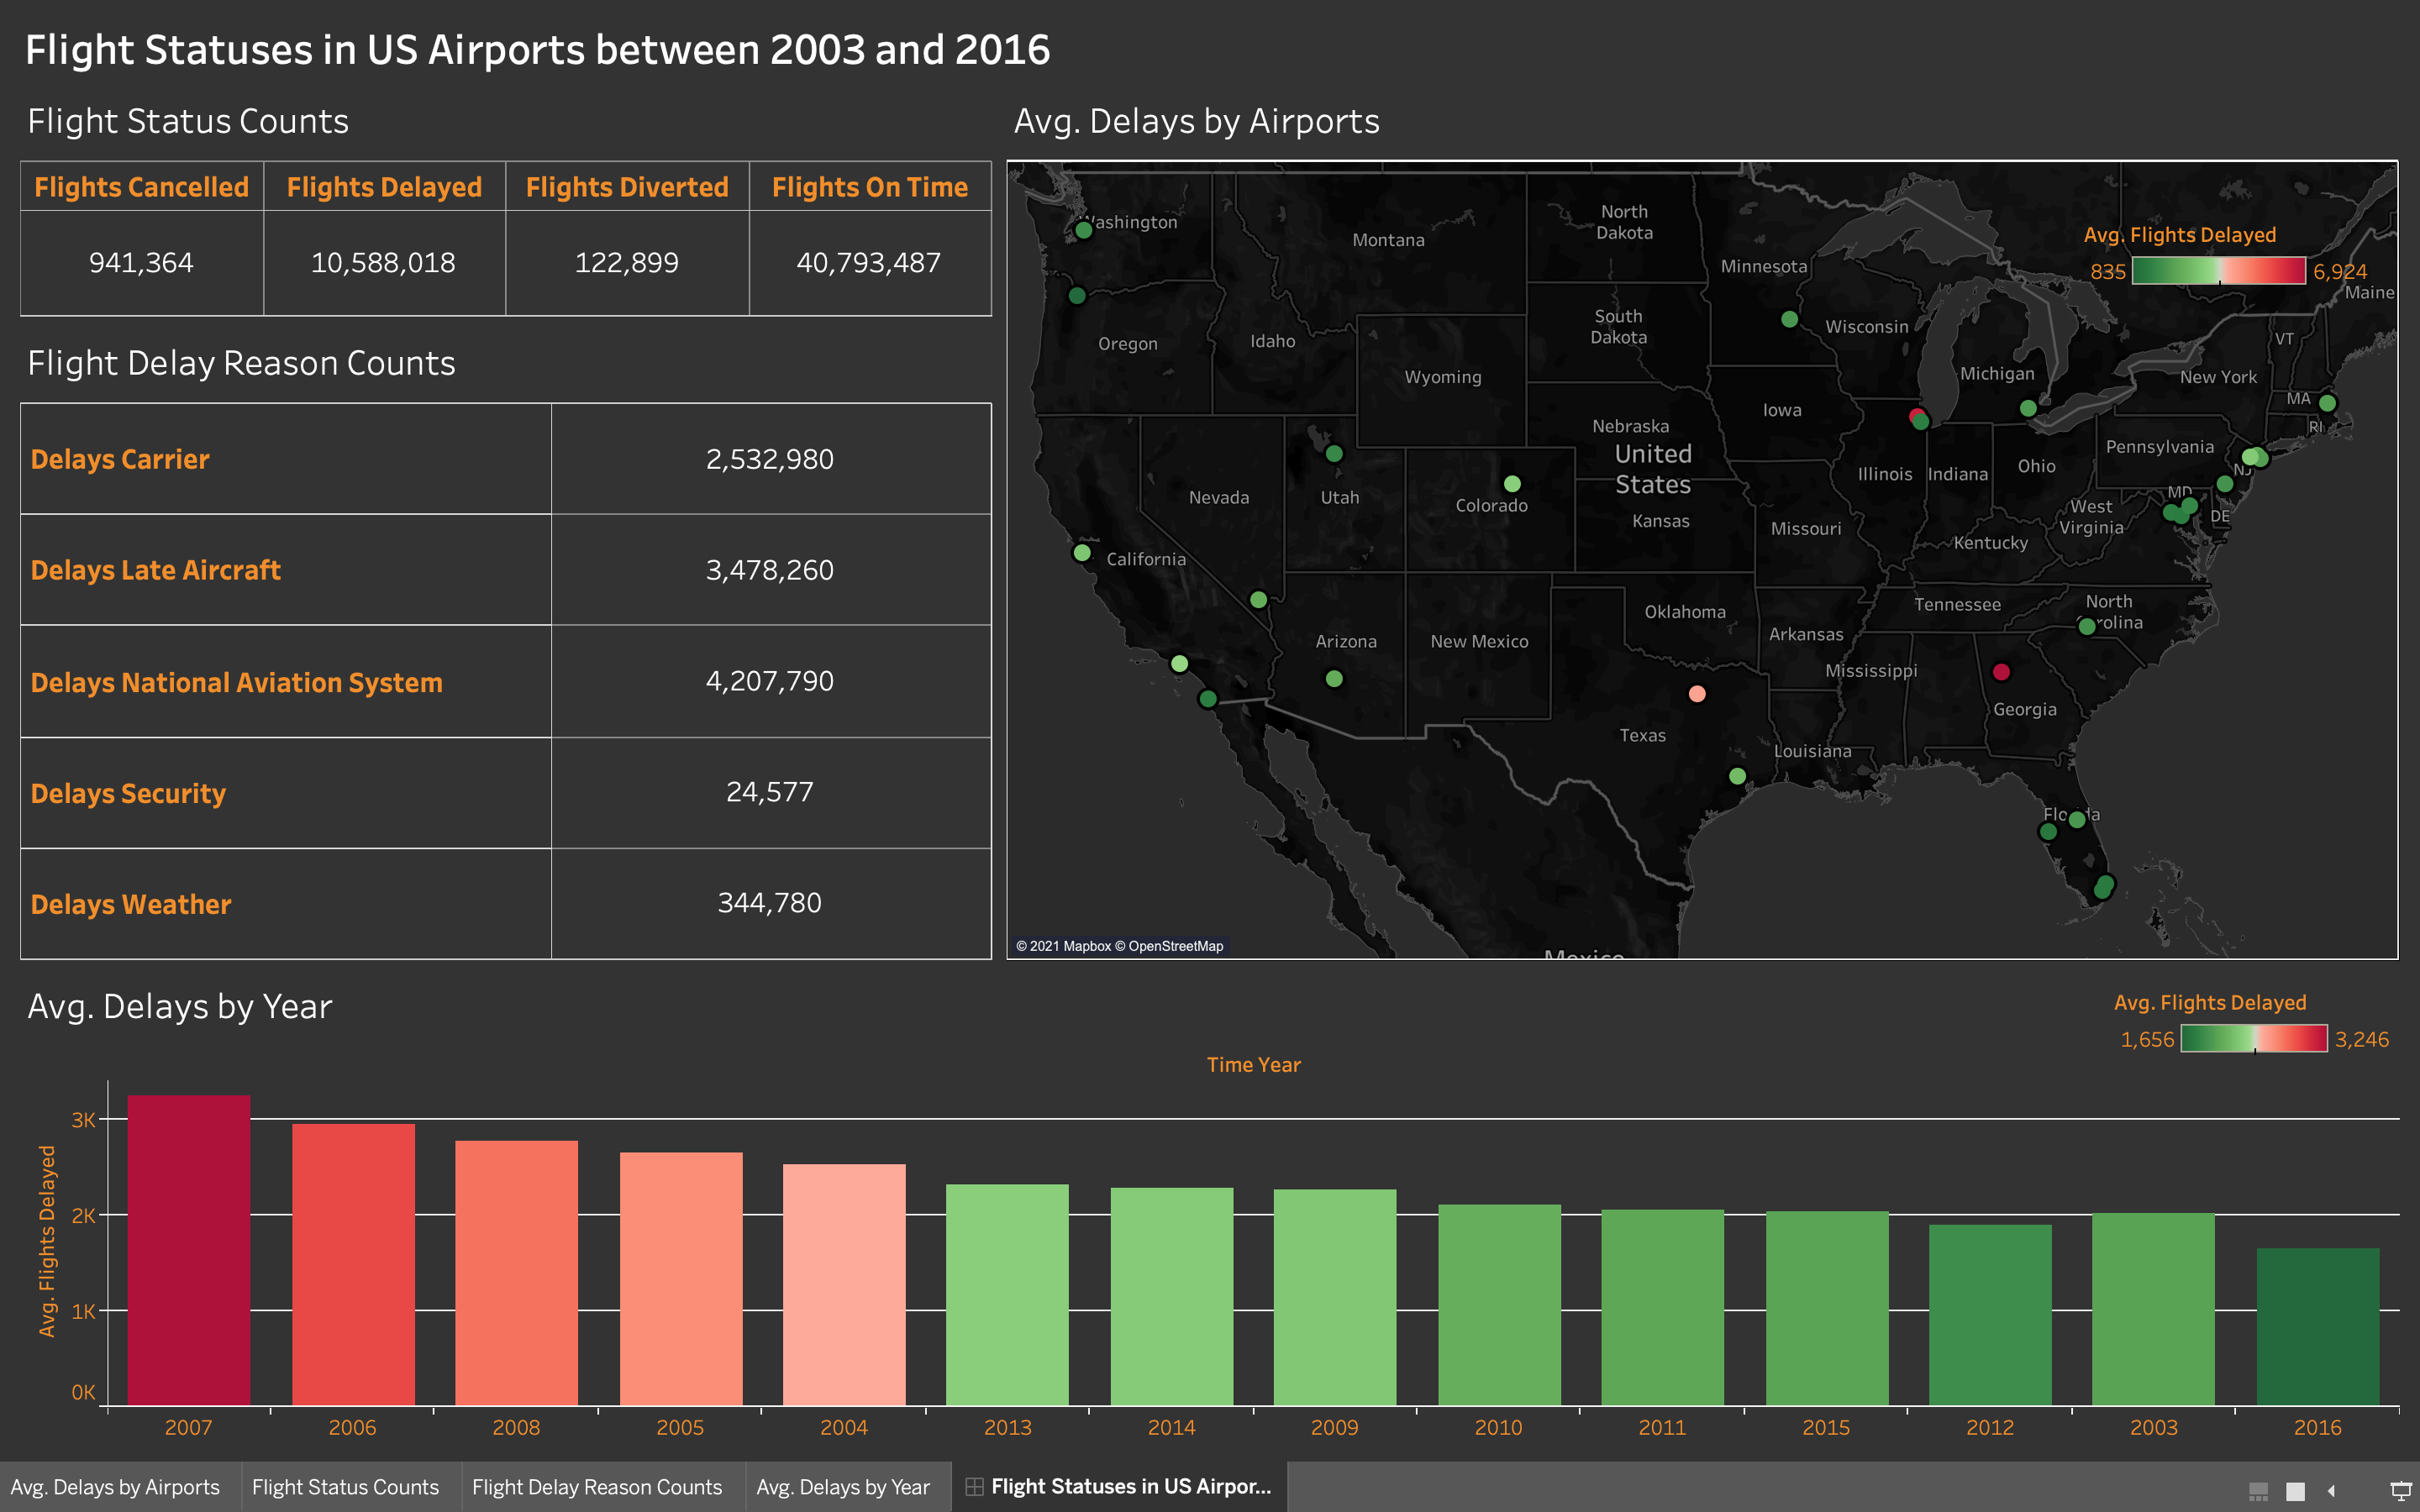 Flight Statuses in US Airports between 2003 and 2016
Flight Status Counts
Flights Cancelled
Flights Delayed
Flights Diverted
Flights On Time
941,364
10,588,018
122,899
40,793,487
Flight Delay Reason Counts
Delays Carrier
2,532,980
Delays Late Aircraft
3,478,260
Delays National Aviation System
4,207,790
Delays Security
24,577
Delays Weather
344,780
Avg. Delays by Airports
Avg. Flights Delayed
835
6,924
Washington
Montana
North
Dakota
Minnesota
Maine
Oregon
Idaho
South
Dakota
Wisconsin
VT
Wyoming
Michigan
New York
MA
RI
Iowa
Nebraska
United
States
Pennsylvania
Nevada
Utah
Colorado
Illinois
Indiana
Ohio
NJ
MD
DE
Kansas
Missouri
West
Virginia
California
Kentucky
Oklahoma
Tennessee
North
Carolina
Arizona
New Mexico
Arkansas
Mississippi
Georgia
Texas
Louisiana
Florida
Mexico
© 2021 Mapbox © OpenStreetMap
Avg. Delays by Year
Avg. Flights Delayed
1,656
3,246
Time Year
Avg. Flights Delayed
3K
2K
1K
0K
2007
2006
2008
2005
2004
2013
2014
2009
2010
2011
2015
2012
2003
2016
Avg. Delays by Airports
Flight Status Counts
Flight Delay Reason Counts
Avg. Delays by Year
Flight Statuses in US Airpor...